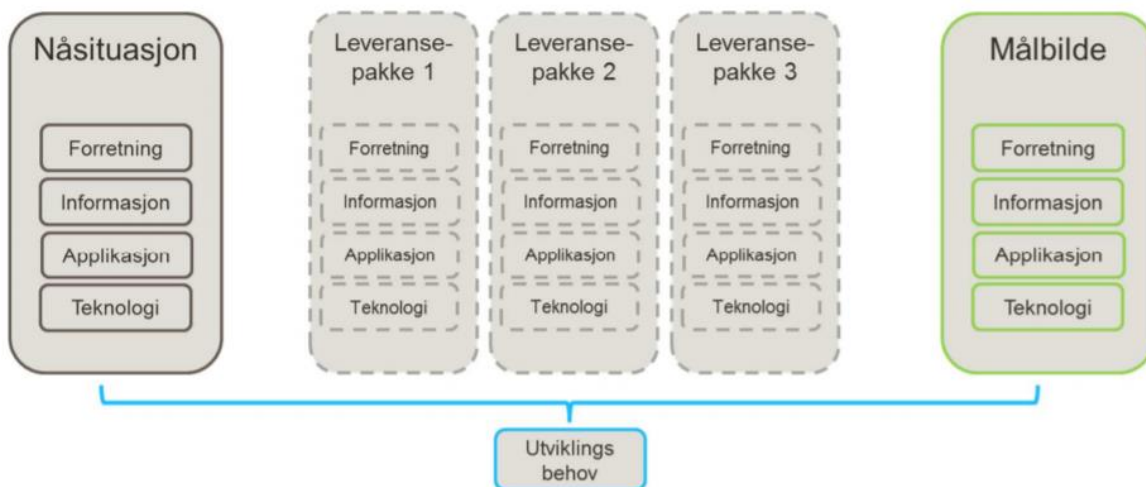 Nåsituasjon
Forretning
Informasjon
Applikasjon
Teknologi
Leveranse-
pakke 1
Forretning
Informasjon
Applikasjon
Teknologi
Leveranse-
pakke 2
Forretning
Informasjon
Applikasjon
Teknologi
Leveranse-
pakke 3
Forretning
Informasjon
Applikasjon
Teknologi
Målbilde
Forretning
Informasjon
Applikasjon
Teknologi
Utviklings
behov